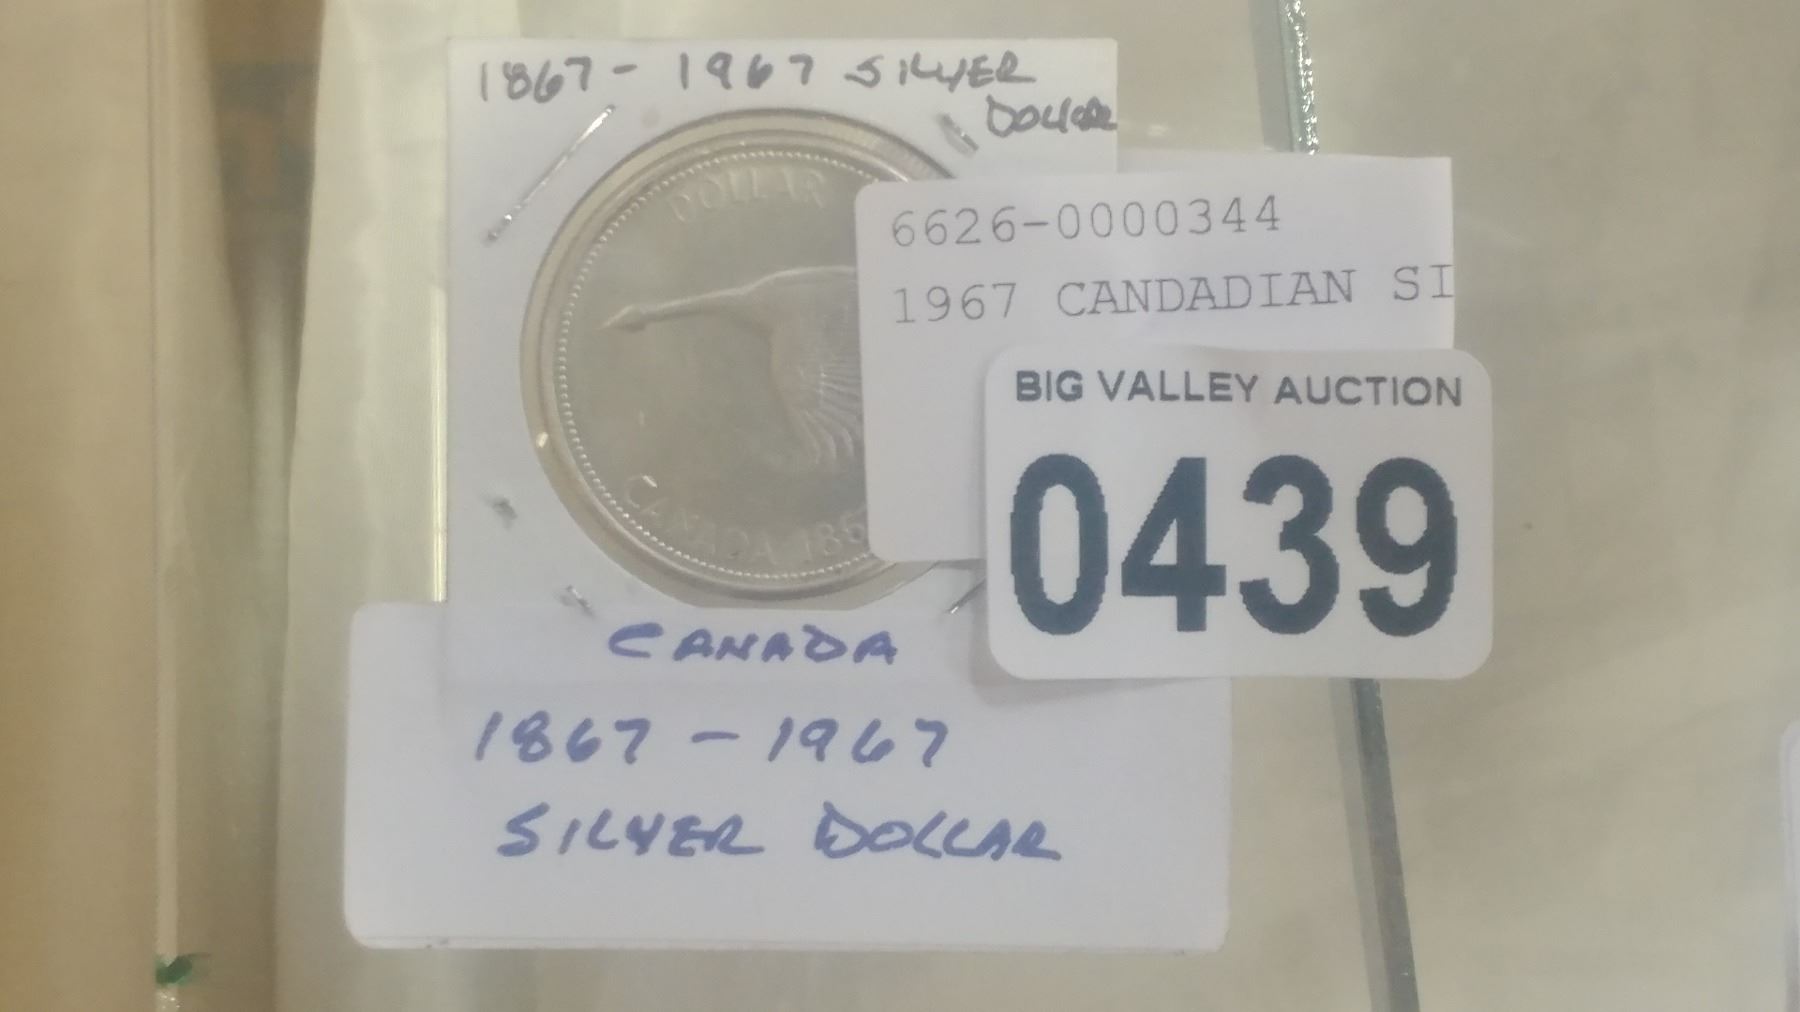 1867 - 1967 SILVER
DOLLAR
DOLLAR
CANADA 186
6626-0000344
1967 CANDADIAN SI
BIG VALLEY AUCTION
0439
CANADA
1867 - 1967
SILVER DOLLAR